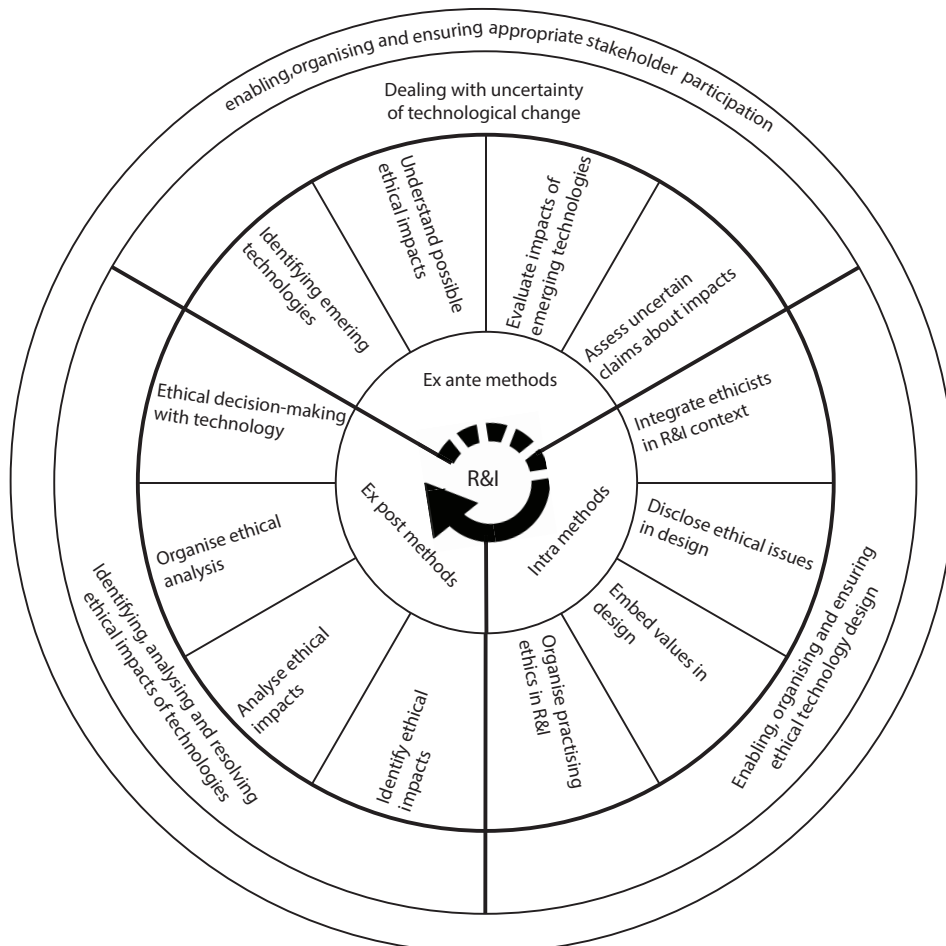 enabling,organising and ensuring appropriate stakeholder participation
Dealing with uncertainty
of technological change
Identifying emering
technologies
Understand possible
ethical impacts
Evaluate impacts of
emerging technologies
Assess uncertain
claims about impacts
Ex ante methods
Ethical decision-making
with technology
Integrate ethicists
in R&I context
R&I
Ex post methods
Intra methods
Organise ethical
analysis
Disclose ethical issues
in design
Embed values in
design
Analyse ethical
impacts
Identify ethical
impacts
Organise practising
ethics in R&I
Identifying, analysing and resolving
ethical impacts of technologies
Enabling, organising and ensuring
ethical technology design